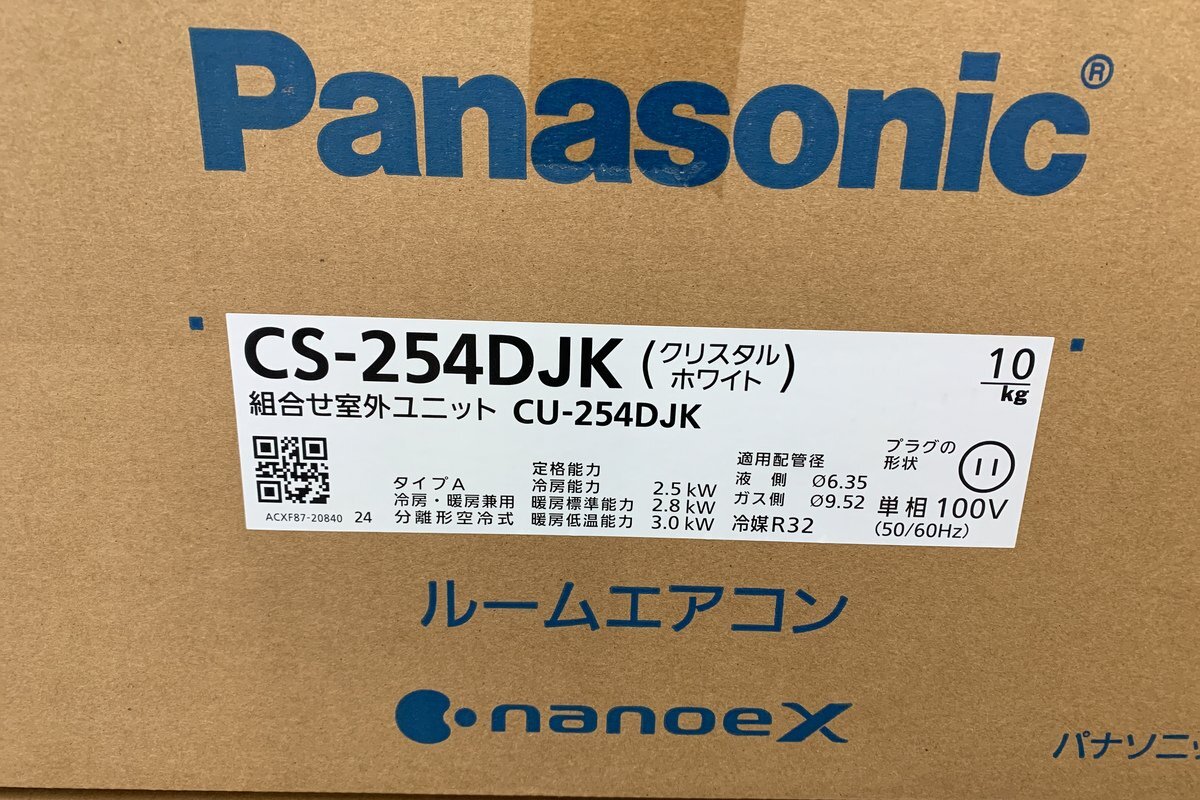 Panasonic®
CS-254DJK (クリスタル
ホワイト)
10
kg
組合せ室外ユニット CU-254DJK
ACXF87-20840 24
タイプA
冷房・暖房兼用
分離形空冷式
定格能力
冷房能力 2.5 kW
暖房標準能力 2.8 kW
暖房低温能力 3.0 kW
適用配管径
液 側 Ø6.35
ガス側 Ø9.52
冷媒R32
プラグの
形状
単相100V
(50/60Hz)
ルームエアコン
nanoeX
パナソニッ